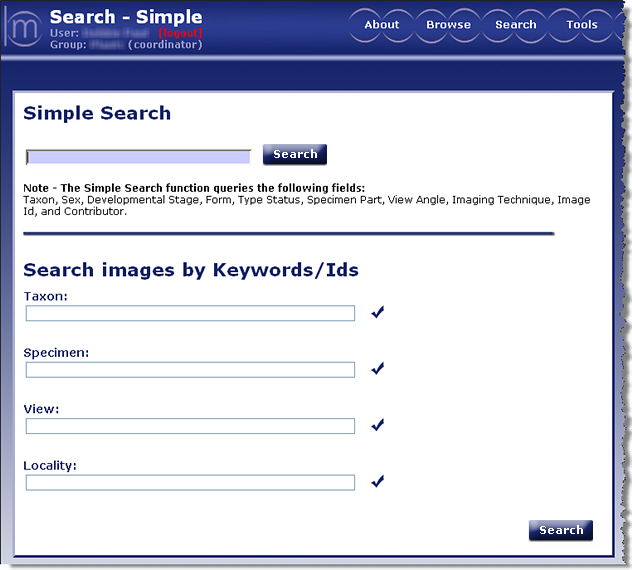 m
Search - Simple
User: [logout]
Group: (coordinator)
About Browse Search Tools
Simple Search
Search
Note - The Simple Search function queries the following fields:
Taxon, Sex, Developmental Stage, Form, Type Status, Specimen Part, View Angle, Imaging Technique, Image
Id, and Contributor.
Search images by Keywords/Ids
Taxon:
Specimen:
View:
Locality:
Search